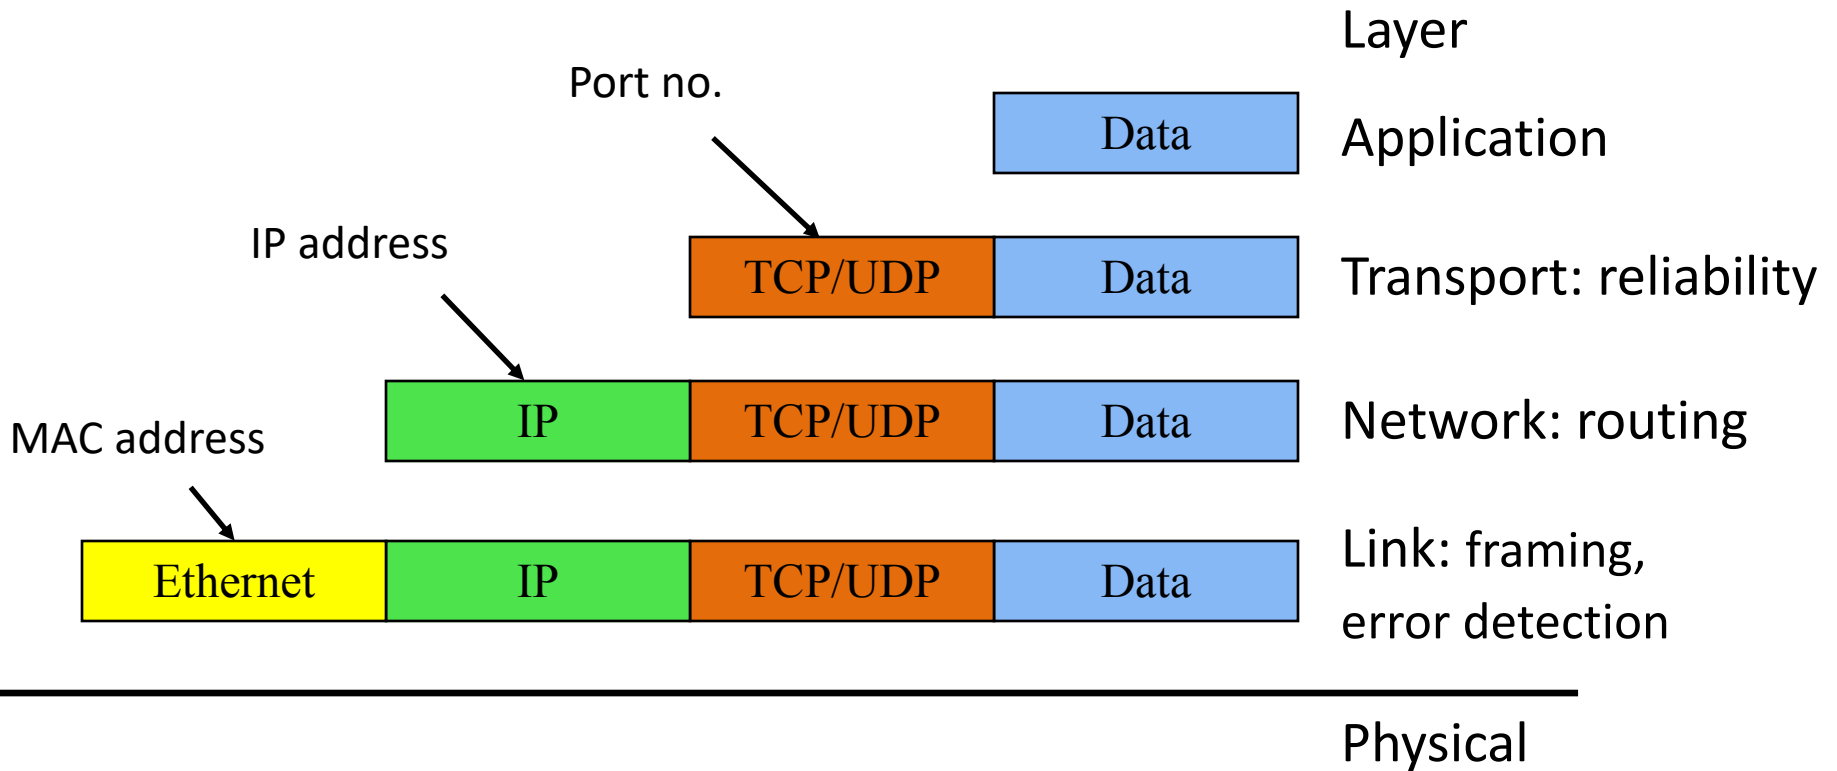 Layer
Port no.
Data
Application
IP address
TCP/UDP
Data
Transport: reliability
MAC address
IP
TCP/UDP
Data
Network: routing
Ethernet
IP
TCP/UDP
Data
Link: framing,
error detection
Physical